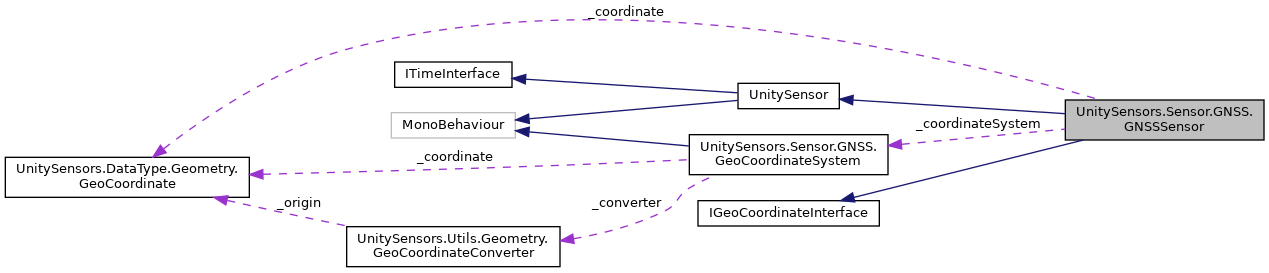 _coordinate
ITimeInterface
UnitySensor
UnitySensors.Sensor.GNSS.
GNSSSensor
MonoBehaviour
_coordinateSystem
UnitySensors.Sensor.GNSS.
GeoCoordinateSystem
_coordinate
UnitySensors.DataType.Geometry.
GeoCoordinate
_origin
_converter
IGeoCoordinateInterface
UnitySensors.Utils.Geometry.
GeoCoordinateConverter